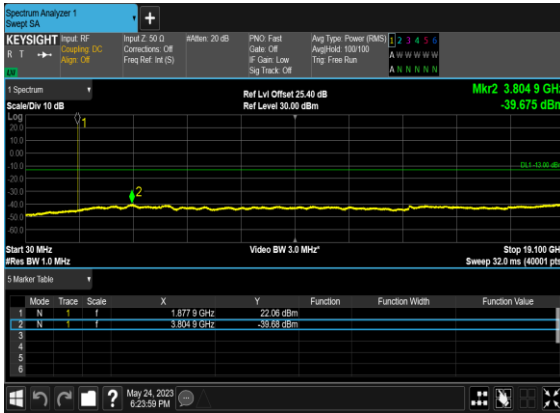 Spectrum Analyzer 1
Swept SA
+
KEYSIGHT
R T
Input: RF
Coupling: DC
Align: Off
Input Z: 50 Ω
Corrections: Off
Freq Ref: Int (S)
#Atten: 20 dB
PNO: Fast
Gate: Off
IF Gain: Low
Sig Track: Off
Avg Type: Power (RMS)
Avg|Hold: 100/100
Trig: Free Run
1 2 3 4 5 6
A W W W W W
A N N N N N
1 Spectrum
Scale/Div 10 dB
Ref Lvl Offset 25.40 dB
Ref Level 30.00 dBm
Mkr2 3.804 9 GHz
-39.675 dBm
Log
20.0
10.0
0.00
-10.0
-20.0
-30.0
-40.0
-50.0
-60.0
1
2
DL1 -13.00 dBm
Start 30 MHz
#Res BW 1.0 MHz
Video BW 3.0 MHz*
Stop 19.100 GHz
Sweep 32.0 ms (40001 pts)
5 Marker Table
Mode Trace Scale X Y Function Function Width Function Value
1 N 1 f 1.877 9 GHz 22.06 dBm
2 N 1 f 3.804 9 GHz -39.68 dBm
3
4
5
6
?
May 24, 2023
6:23:59 PM